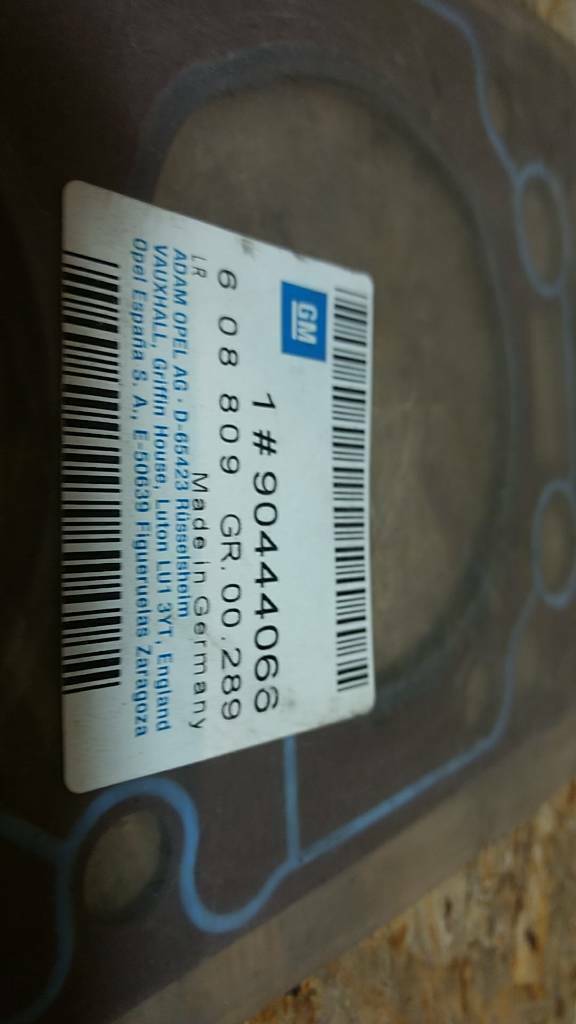 GM
1 # 90444066
6 08 809 GR. 00.289
LR Made in Germany
ADAM OPEL AG · D-65423 Rüsselsheim
VAUXHALL, Griffin House, Luton LU1 3YT, England
Opel España S. A., E-50639 Figueruelas Zaragoza